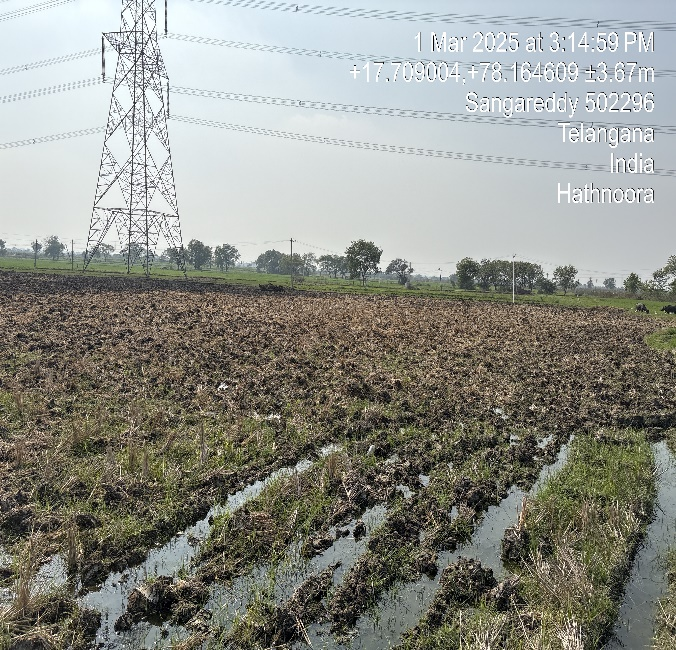 1 Mar 2025 at 3:14:59 PM
+17.709004,+78.164609 ±3.67m
Sangareddy 502296
Telangana
India
Hathnoora